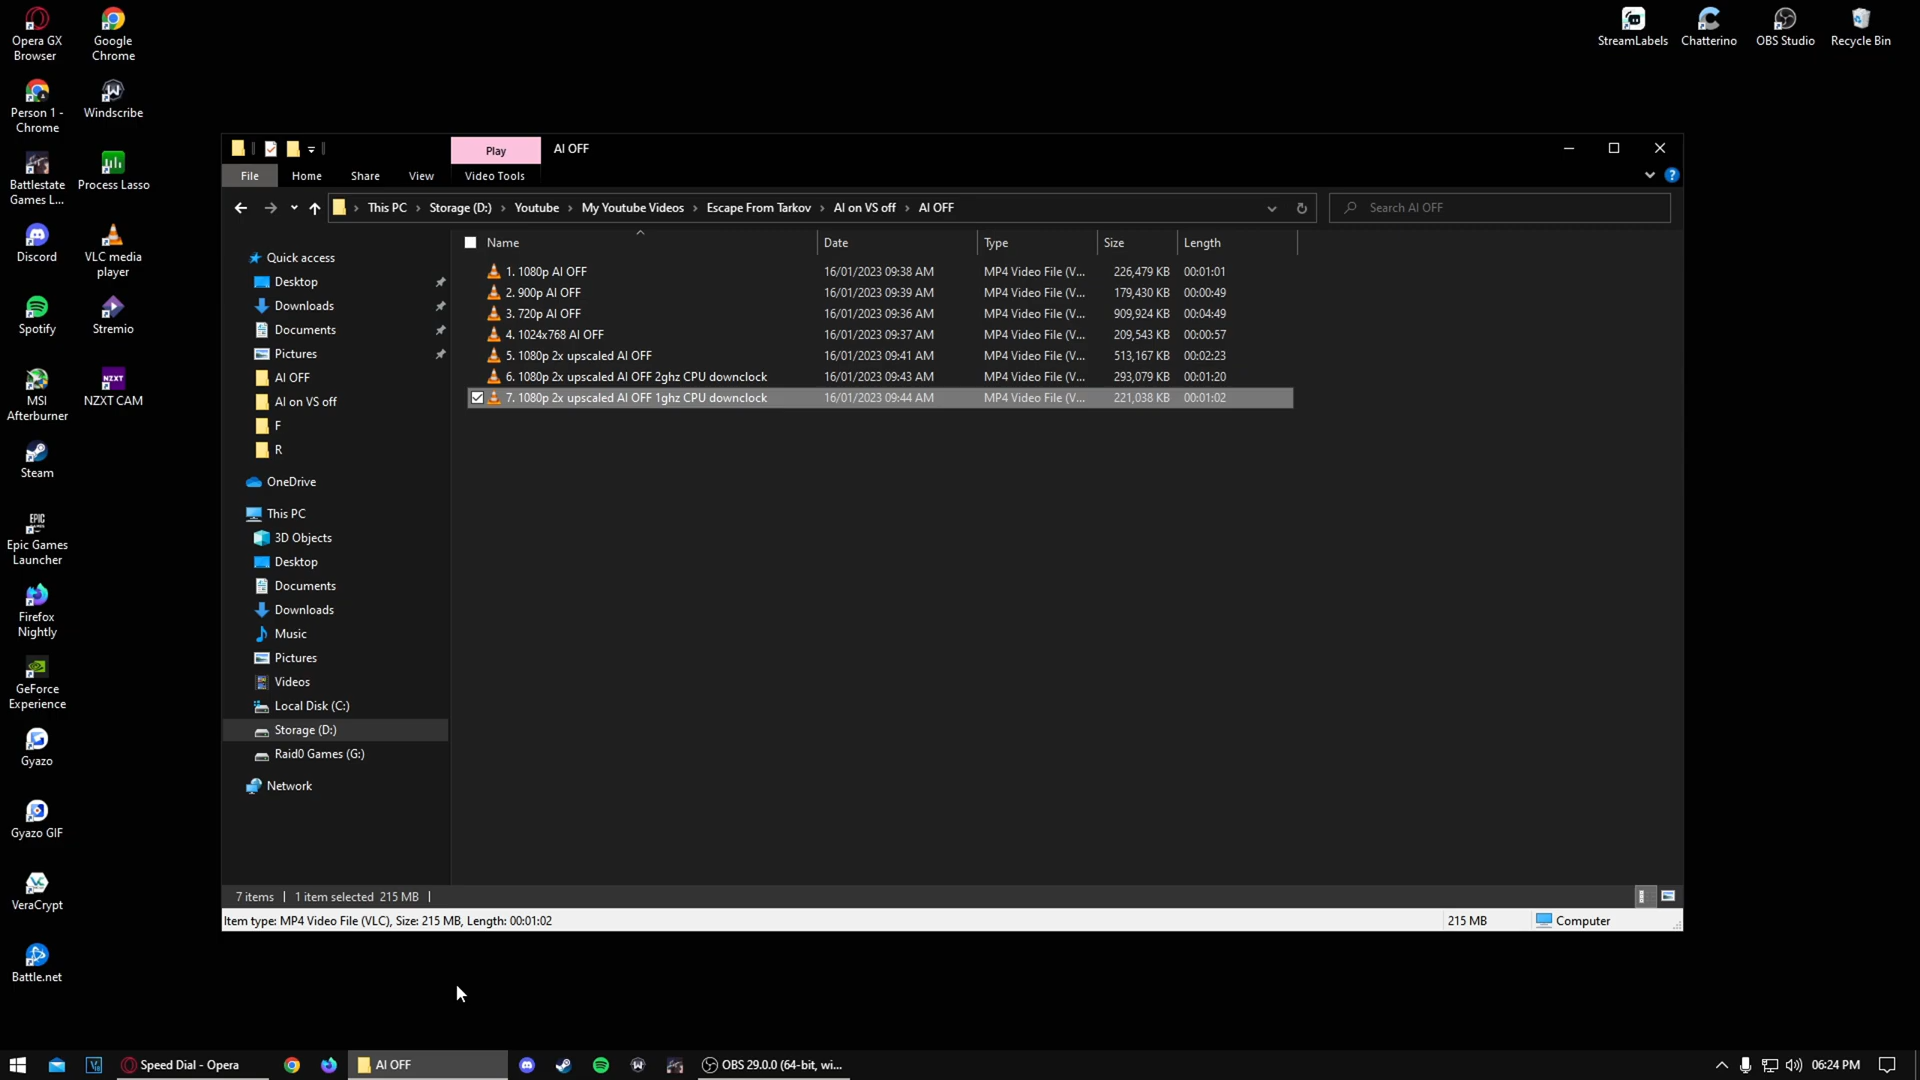 Opera GX
Browser
Google
Chrome
StreamLabels
Chatterino
OBS Studio
Recycle Bin
Person 1 -
Chrome
Windscribe
Battlestate
Games L...
Process Lasso
Discord
VLC media
player
Spotify
Stremio
MSI
Afterburner
NZXT
NZXT CAM
Steam
EPIC
GAMES
Epic Games
Launcher
Firefox
Nightly
GeForce
Experience
Gyazo
Gyazo GIF
VeraCrypt
Battle.net
Play
AI OFF
File
Home
Share
View
Video Tools
This PC
Storage (D:)
Youtube
My Youtube Videos
Escape From Tarkov
AI on VS off
AI OFF
Search AI OFF
Quick access
Desktop
Downloads
Documents
Pictures
AI OFF
AI on VS off
F
R
OneDrive
This PC
3D Objects
Desktop
Documents
Downloads
Music
Pictures
Videos
Local Disk (C:)
Storage (D:)
Raid0 Games (G:)
Network
Name Date Type Size Length
1. 1080p AI OFF 16/01/2023 09:38 AM MP4 Video File (V... 226,479 KB 00:01:01
2. 900p AI OFF 16/01/2023 09:39 AM MP4 Video File (V... 179,430 KB 00:00:49
3. 720p AI OFF 16/01/2023 09:36 AM MP4 Video File (V... 909,924 KB 00:04:49
4. 1024x768 AI OFF 16/01/2023 09:37 AM MP4 Video File (V... 209,543 KB 00:00:57
5. 1080p 2x upscaled AI OFF 16/01/2023 09:41 AM MP4 Video File (V... 513,167 KB 00:02:23
6. 1080p 2x upscaled AI OFF 2ghz CPU downclock 16/01/2023 09:43 AM MP4 Video File (V... 293,079 KB 00:01:20
7. 1080p 2x upscaled AI OFF 1ghz CPU downclock 16/01/2023 09:44 AM MP4 Video File (V... 221,038 KB 00:01:02
7 items 1 item selected 215 MB
Item type: MP4 Video File (VLC), Size: 215 MB, Length: 00:01:02 215 MB Computer
Speed Dial - Opera AI OFF OBS 29.0.0 (64-bit, wi... 06:24 PM